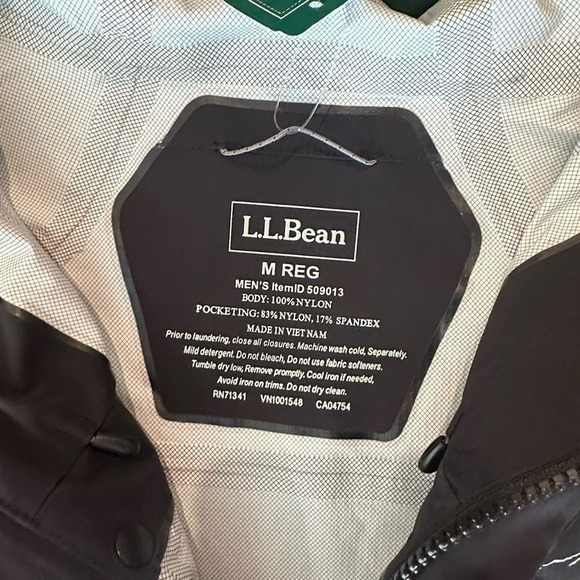 L.L.Bean
M REG
MEN'S ItemID 509013
BODY: 100% NYLON
POCKETING: 83% NYLON, 17% SPANDEX
MADE IN VIETNAM
Prior to laundering, close all closures. Machine wash cold, Separately.
Mild detergent. Do not bleach, Do not use fabric softeners.
Tumble dry low, Remove promptly. Cool iron if needed,
Avoid iron on trims. Do not dry clean.
RN71341 VN1001548 CA04754